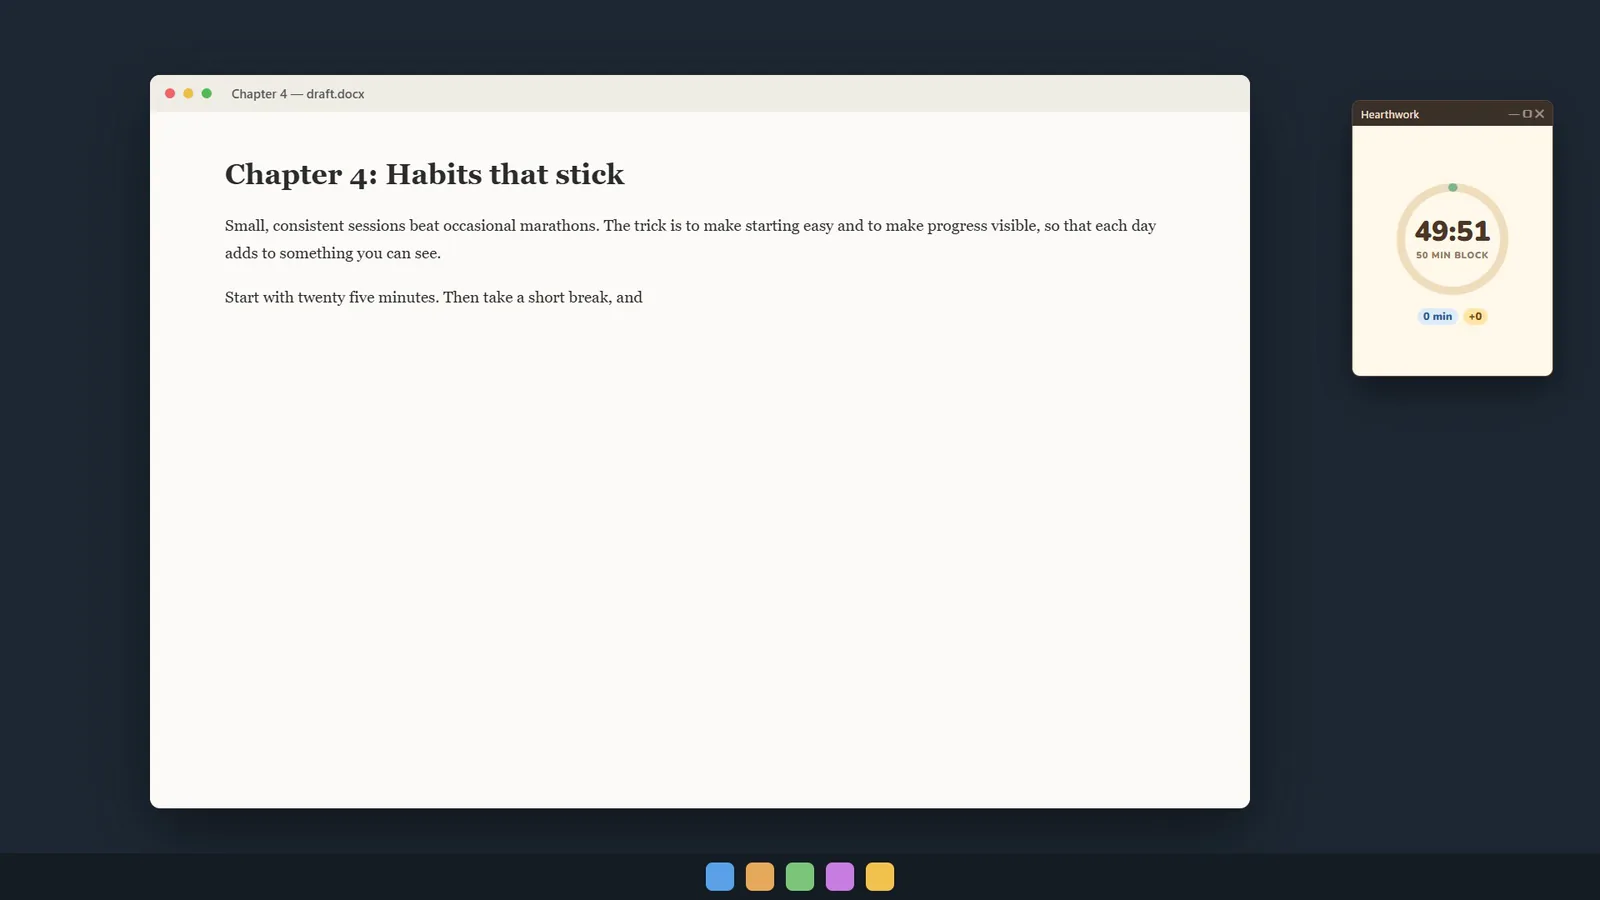 Chapter 4 — draft.docx
Chapter 4: Habits that stick
Small, consistent sessions beat occasional marathons. The trick is to make starting easy and to make progress visible, so that each day
adds to something you can see.
Start with twenty five minutes. Then take a short break, and
Hearthwork
49:51
50 MIN BLOCK
0 min +0